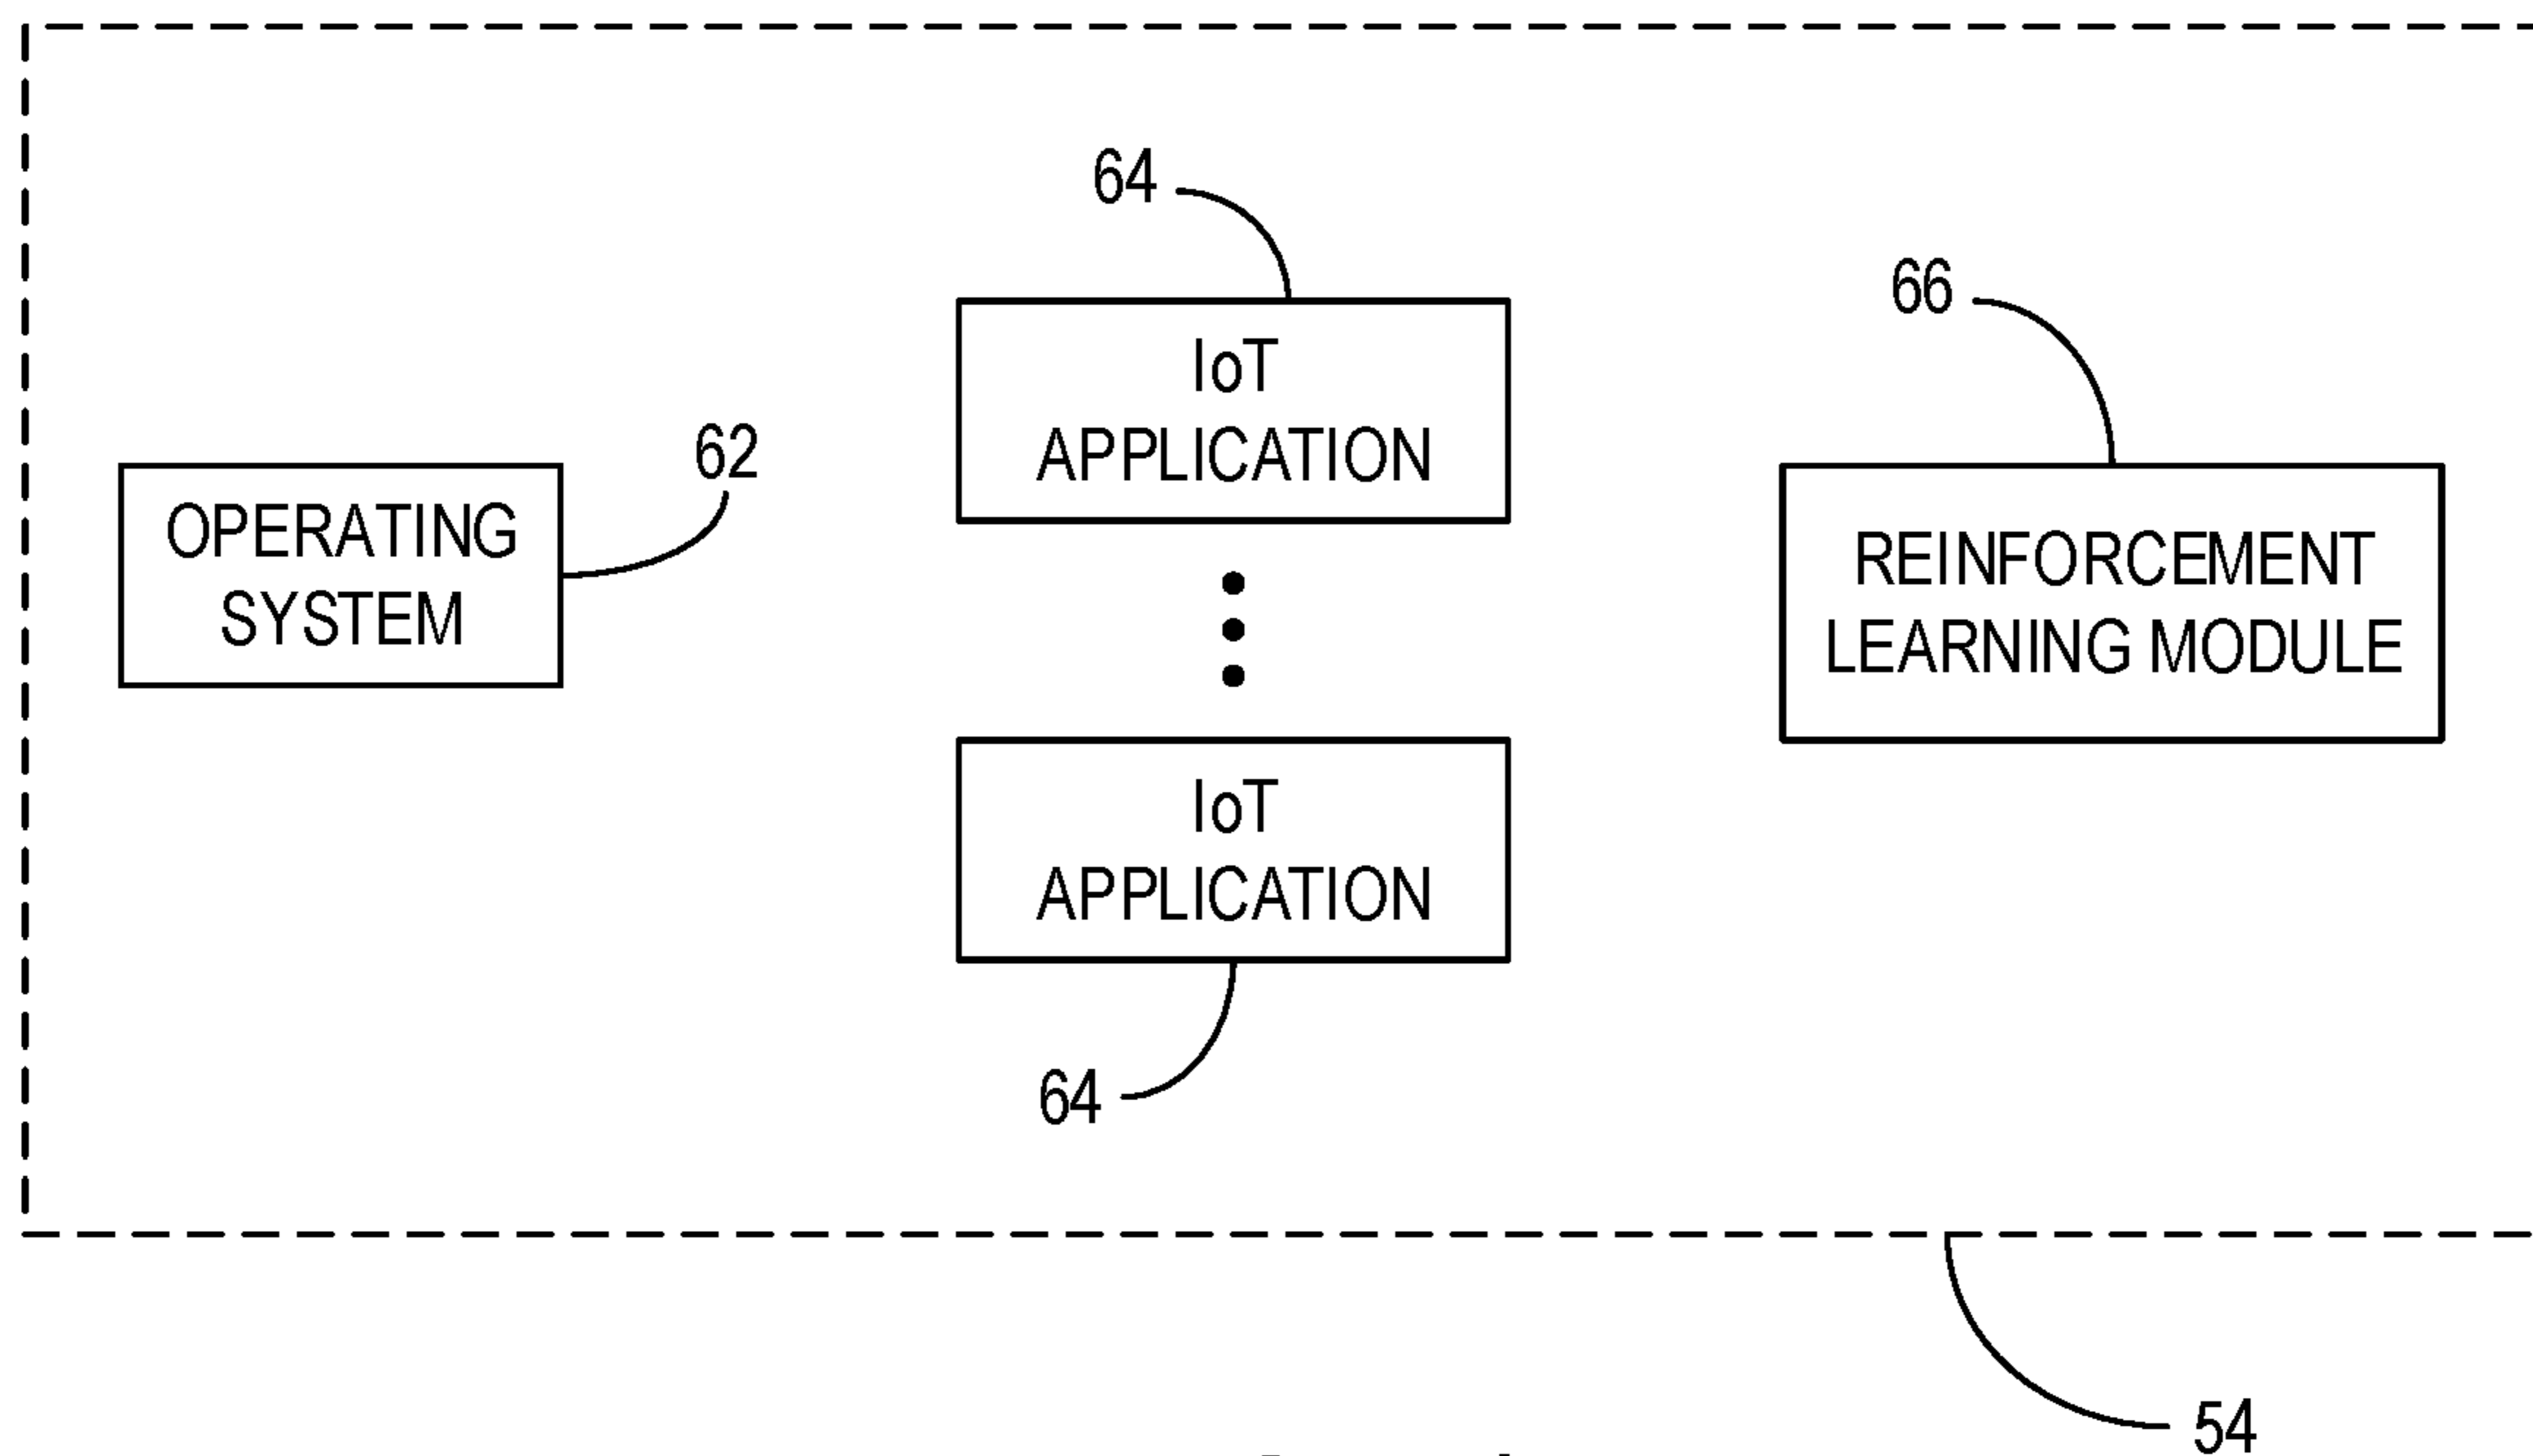 64
IoT
APPLICATION
66
62
OPERATING
SYSTEM
REINFORCEMENT
LEARNING MODULE
IoT
APPLICATION
64
54